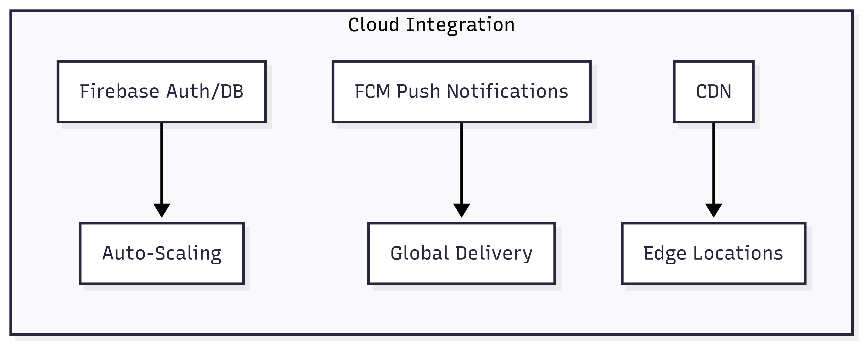 Cloud Integration
Firebase Auth/DB
FCM Push Notifications
CDN
Auto-Scaling
Global Delivery
Edge Locations